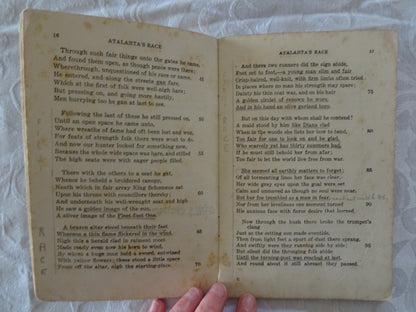 16
ATALANTA'S RACE
Through such fair things unto the gates he came,
And found them open, as though peace were there;
Wherethrough, unquestioned of his race or name,
He entered, and along the streets 'gan fare,
Which at the first of folk were well-nigh bare;
But pressing on, and going more hastily,
Men hurrying too he gan at last to see.
Following the last of these he still pressed on,
Until an open space he came unto,
Where wreaths of fame had oft been lost and won,
For feats of strength folk there were wont to do.
And now our hunter looked for something new,
Because the whole wide space was bare, and stilled
The high seats were, with eager people filled.
There with the others to a seat he gat,
Whence he beheld a broidered canopy,
'Neath which in fair array King Schœneus sat
Upon his throne with councillors thereby;
And underneath his well-wrought seat and high
He saw a golden image of the sun,
A silver image of the Fleet-foot One.
A brazen altar stood beneath their feet
Whereon a thin flame flickered in the wind,
Nigh this a herald clad in raiment meet
Made ready even now his horn to wind,
By whom a huge man held a sword, entwined
With yellow flowers; these stood a little space
From off the altar, nigh the starting-place.
65
70
ATALANTA'S RACE
17
And there two runners did the sign abide,
Foot set to foot,—a young man slim and fair,
Crisp-haired, well-knit, with firm limbs often tried
In places where no man his strength may spare;
Dainty his thin coat was, and on his hair
A golden circlet of renown he wore,
And in his hand an olive garland bore.
75
But on this day with whom shall he contend?
A maid stood by him like Diana clad
When in the woods she lists her bow to bend,
Too fair for one to look on and be glad,
Who scarcely yet has thirty summers had,
If he must still behold her from afar;
Too fair to let the world live free from war.
80
She seemed all earthly matters to forget;
Of all tormenting lines her face was clear,
Her wide grey eyes upon the goal were set
Calm and unmoved as though no soul were near.
But her foe trembled as a man in fear,
Nor from her loveliness one moment turned
His anxious face with fierce desire that burned.
90
Now through the hush there broke the trumpet's
clang
Just as the setting sun made eventide.
Then from light feet a spurt of dust there sprang,
And swiftly were they running side by side;
But silent did the thronging folk abide
Until the turning-post was reached at last,
And round about it still abreast they passed.